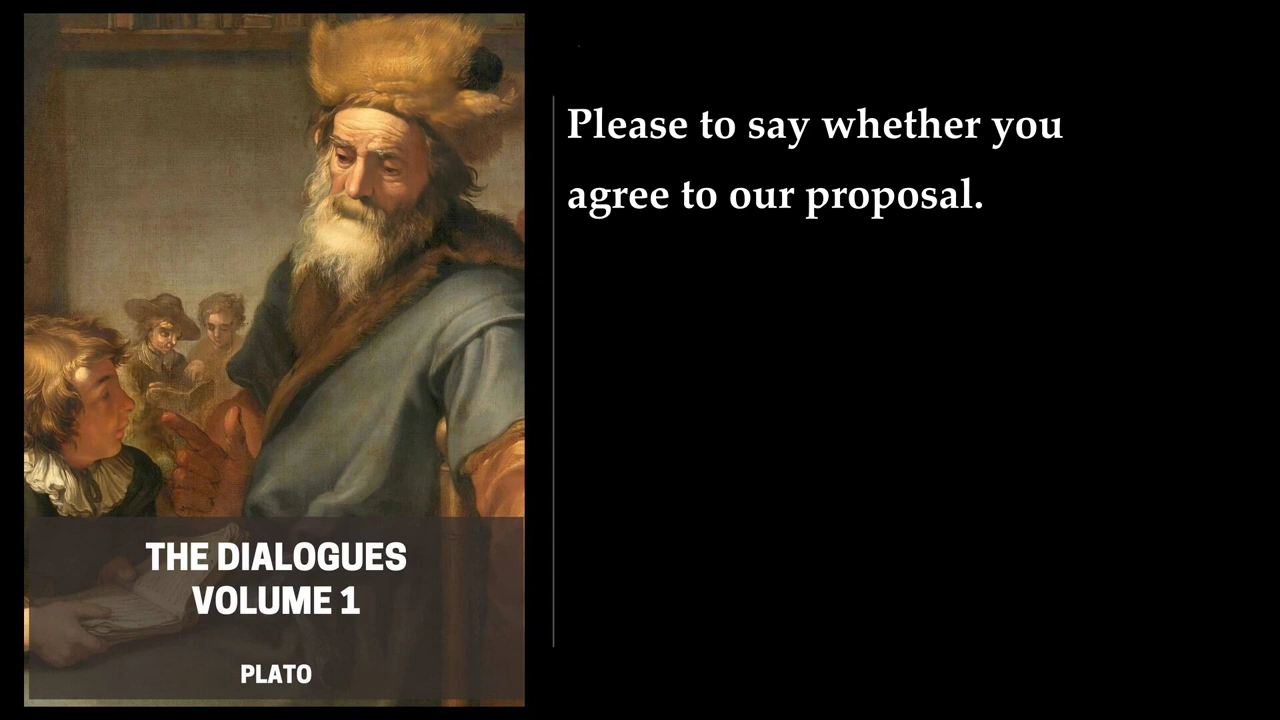 THE DIALOGUES
VOLUME 1
PLATO
Please to say whether you
agree to our proposal.